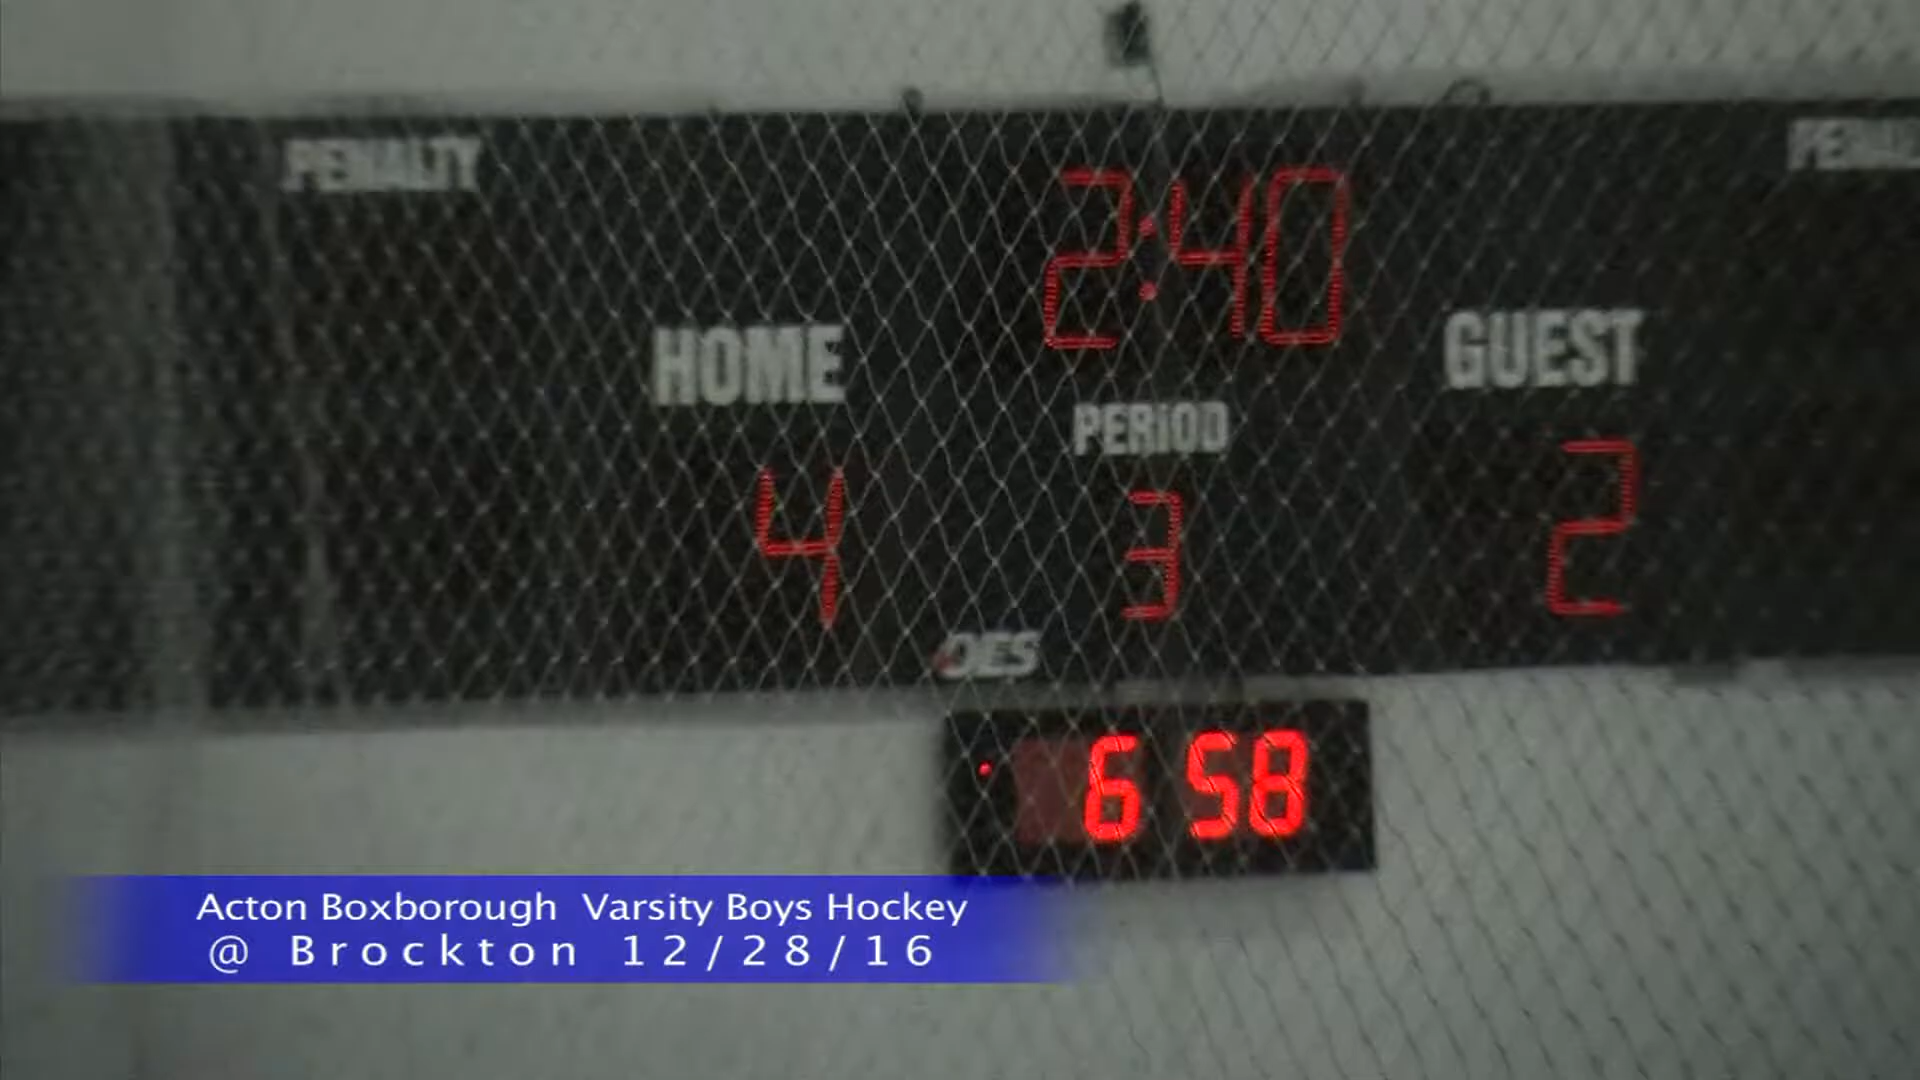 PENALTY
PENAL
2:40
HOME
GUEST
PERIOD
4
3
2
OES
6 58
Acton Boxborough Varsity Boys Hockey
@ Brockton 12/28/16